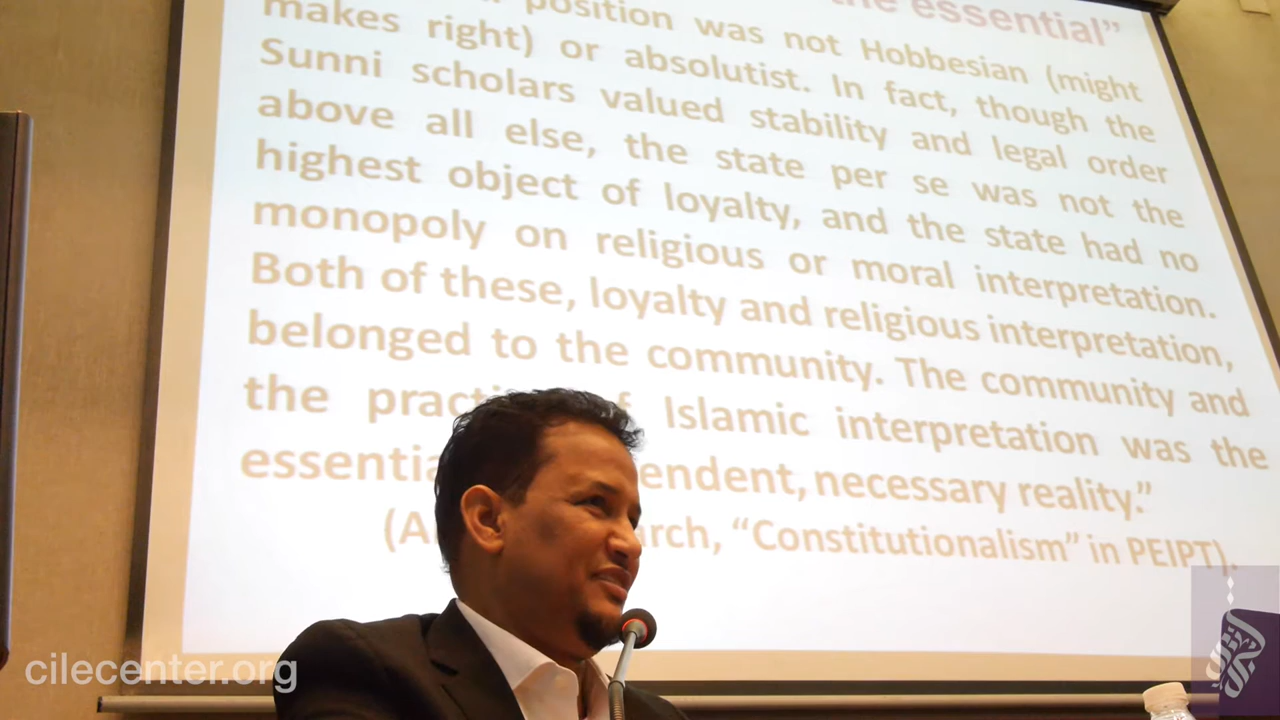 the essential"
position was not Hobbesian (might
makes right) or absolutist. In fact, though the
Sunni scholars valued stability and legal order
above all else, the state per se was not the
highest object of loyalty, and the state had no
monopoly on religious or moral interpretation.
Both of these, loyalty and religious interpretation,
belonged to the community. The community and
the Islamic interpretation was the
necessary reality."
"Constitutionalism" in PEIPT).
cilecenter.org